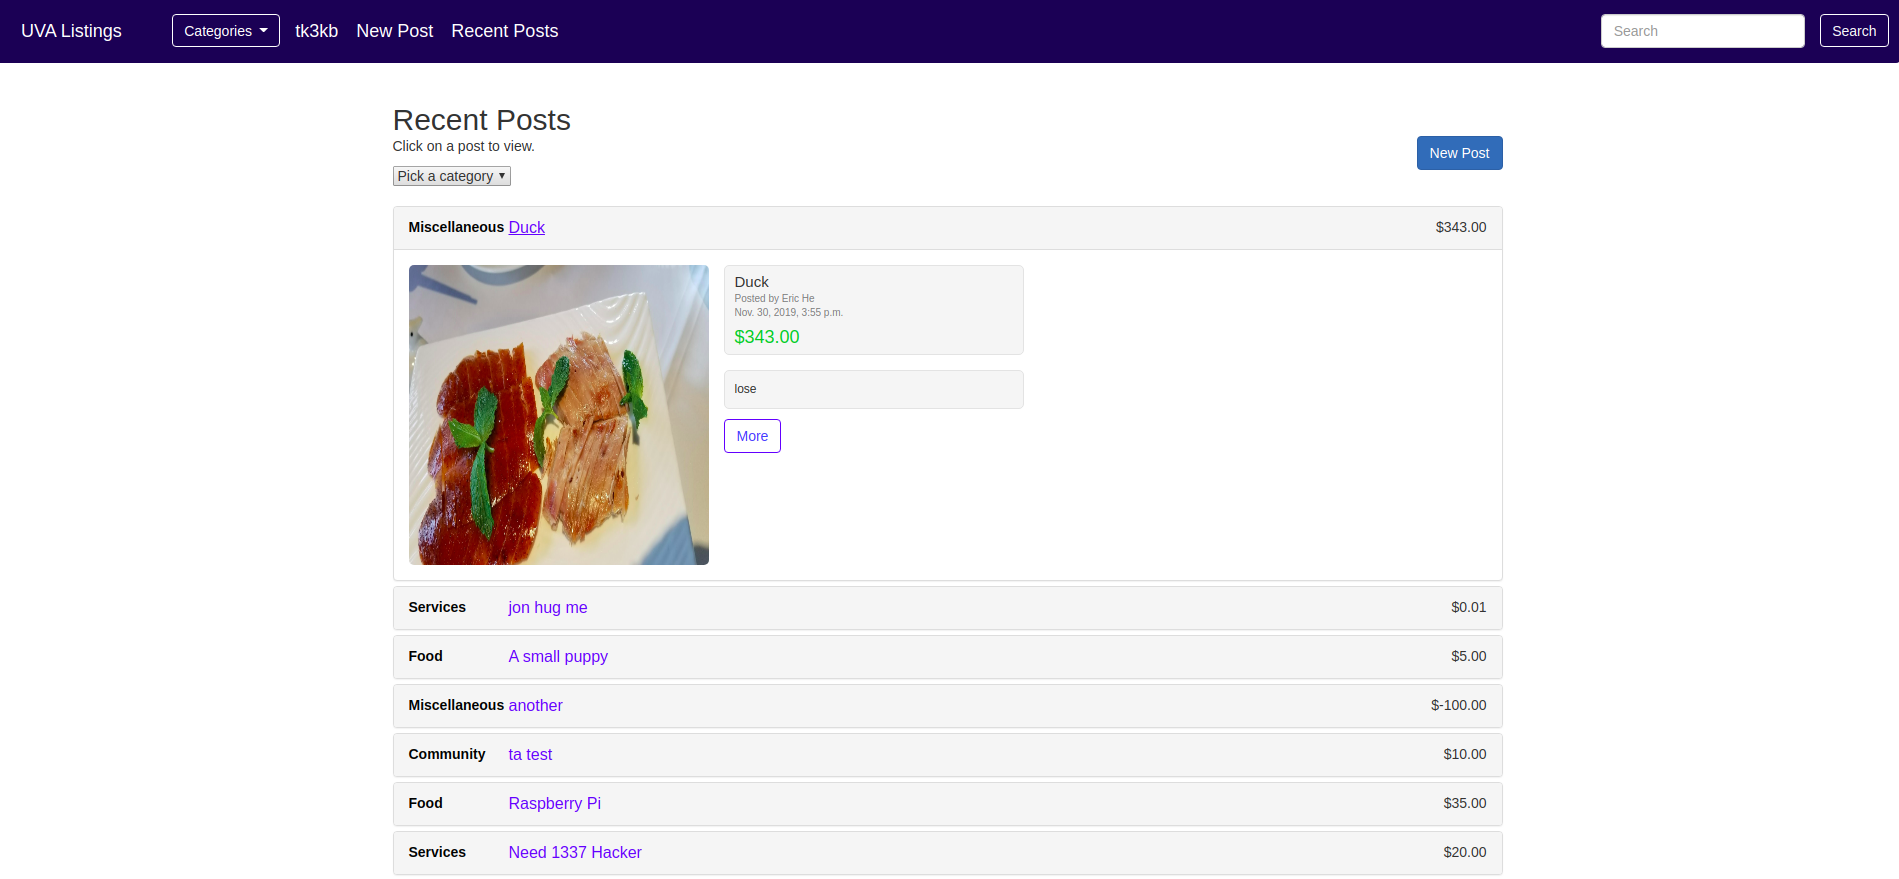 UVA Listings Categories tk3kb New Post Recent Posts Search Search
Recent Posts
Click on a post to view.
New Post
Pick a category
Miscellaneous Duck $343.00
Duck
Posted by Eric He
Nov. 30, 2019, 3:55 p.m.
$343.00
lose
More
Services jon hug me $0.01
Food A small puppy $5.00
Miscellaneous another $-100.00
Community ta test $10.00
Food Raspberry Pi $35.00
Services Need 1337 Hacker $20.00